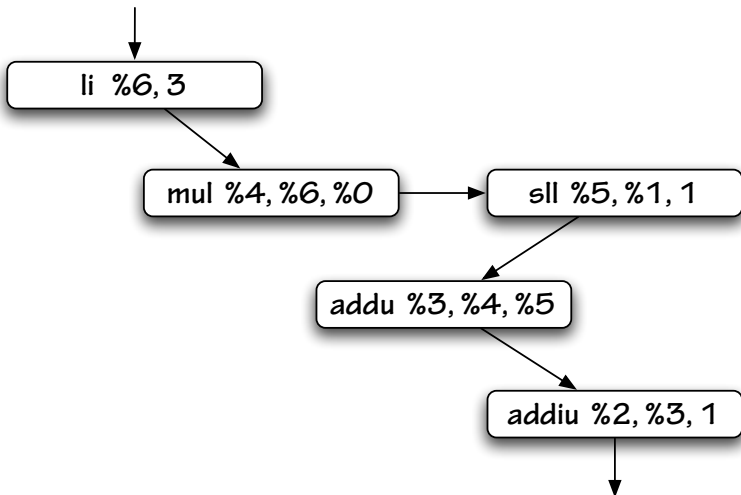 li %6, 3
mul %4, %6, %0
sll %5, %1, 1
addu %3, %4, %5
addiu %2, %3, 1